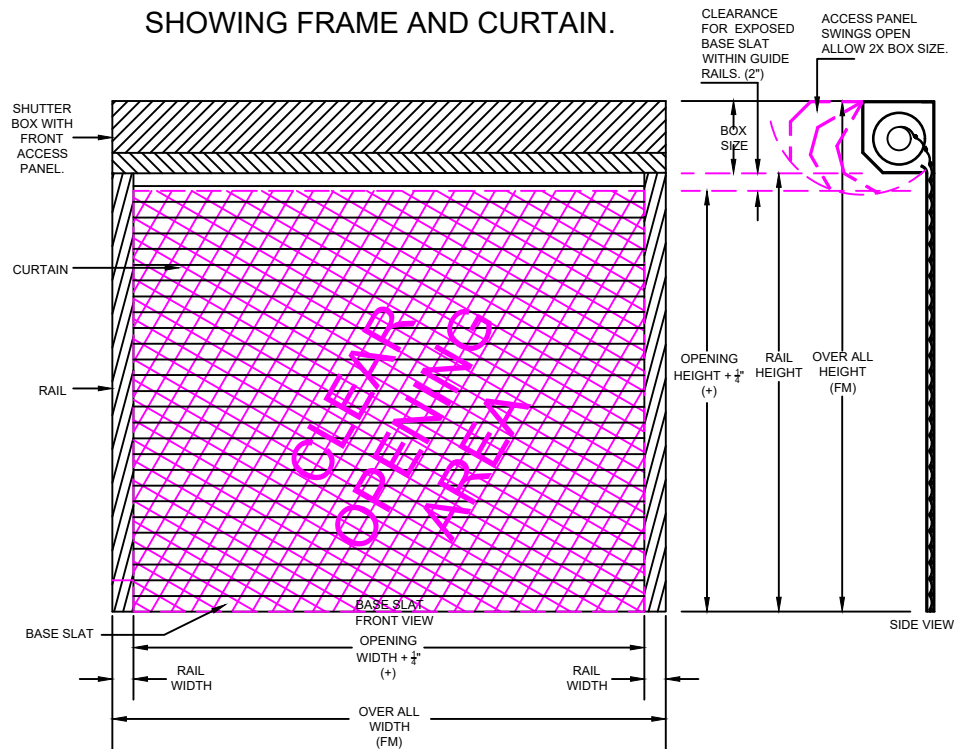 SHOWING FRAME AND CURTAIN.
CLEARANCE
FOR EXPOSED
BASE SLAT
WITHIN GUIDE
RAILS. (2")
ACCESS PANEL
SWINGS OPEN
ALLOW 2X BOX SIZE.
SHUTTER
BOX WITH
FRONT
ACCESS
PANEL.
BOX
SIZE
CURTAIN
RAIL
CLEAR
OPENING
AREA
OPENING
HEIGHT + 1/4"
(+)
RAIL
HEIGHT
OVER ALL
HEIGHT
(FM)
BASE SLAT
BASE SLAT
FRONT VIEW
SIDE VIEW
OPENING
WIDTH + 1/4"
(+)
RAIL
WIDTH
RAIL
WIDTH
OVER ALL
WIDTH
(FM)